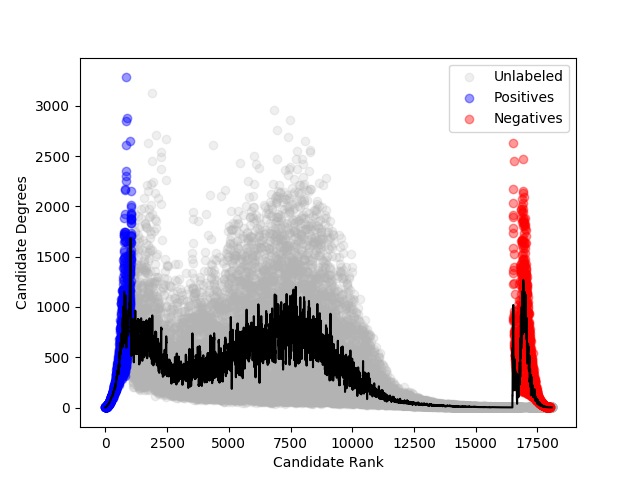 Unlabeled
Positives
Negatives
3000
2500
2000
1500
1000
500
0
Candidate Degrees
0 2500 5000 7500 10000 12500 15000 17500
Candidate Rank